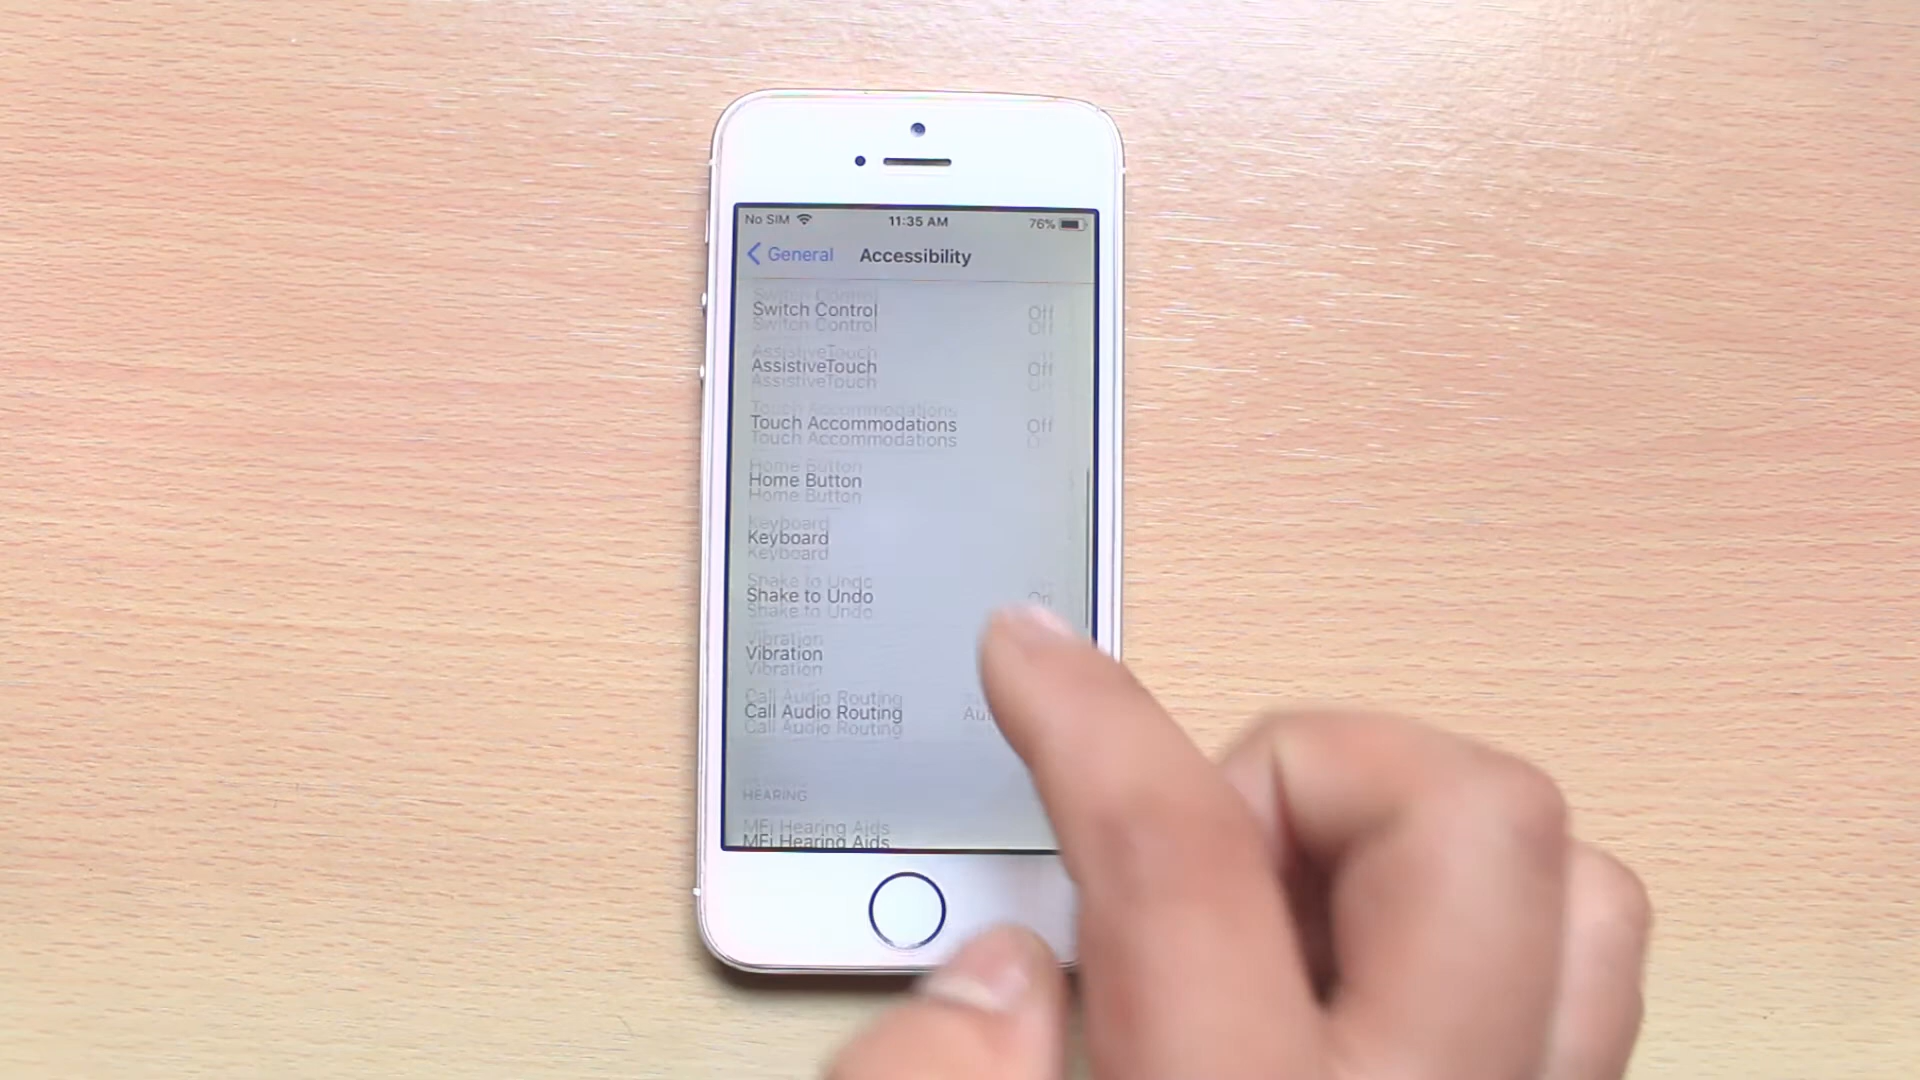 No SIM 11:35 AM 76%
General Accessibility
Switch Control Off
AssistiveTouch Off
Touch Accommodations Off
Home Button
Keyboard
Shake to Undo On
Vibration
Call Audio Routing
HEARING
MFi Hearing Aids